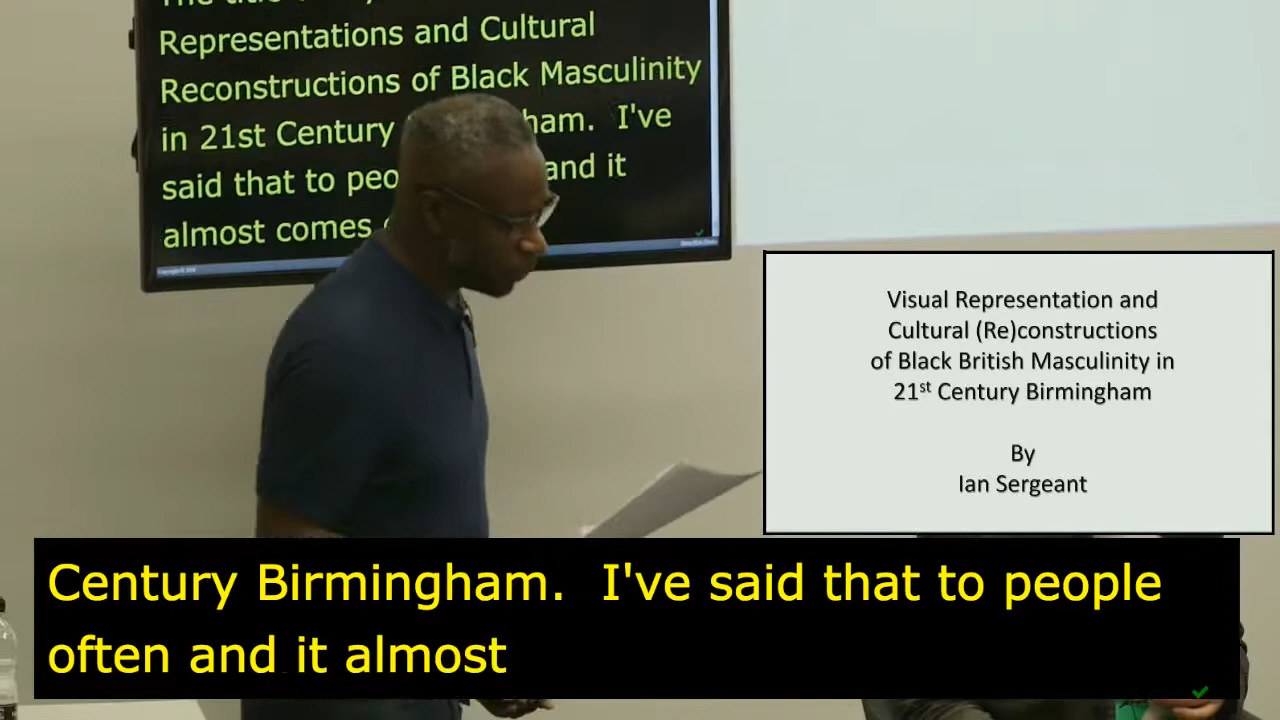 The title
Representations and Cultural
Reconstructions of Black Masculinity
in 21st Century ham. I've
said that to peo and it
almost comes
Visual Representation and
Cultural (Re)constructions
of Black British Masculinity in
21st Century Birmingham
By
Ian Sergeant
Century Birmingham. I've said that to people
often and it almost